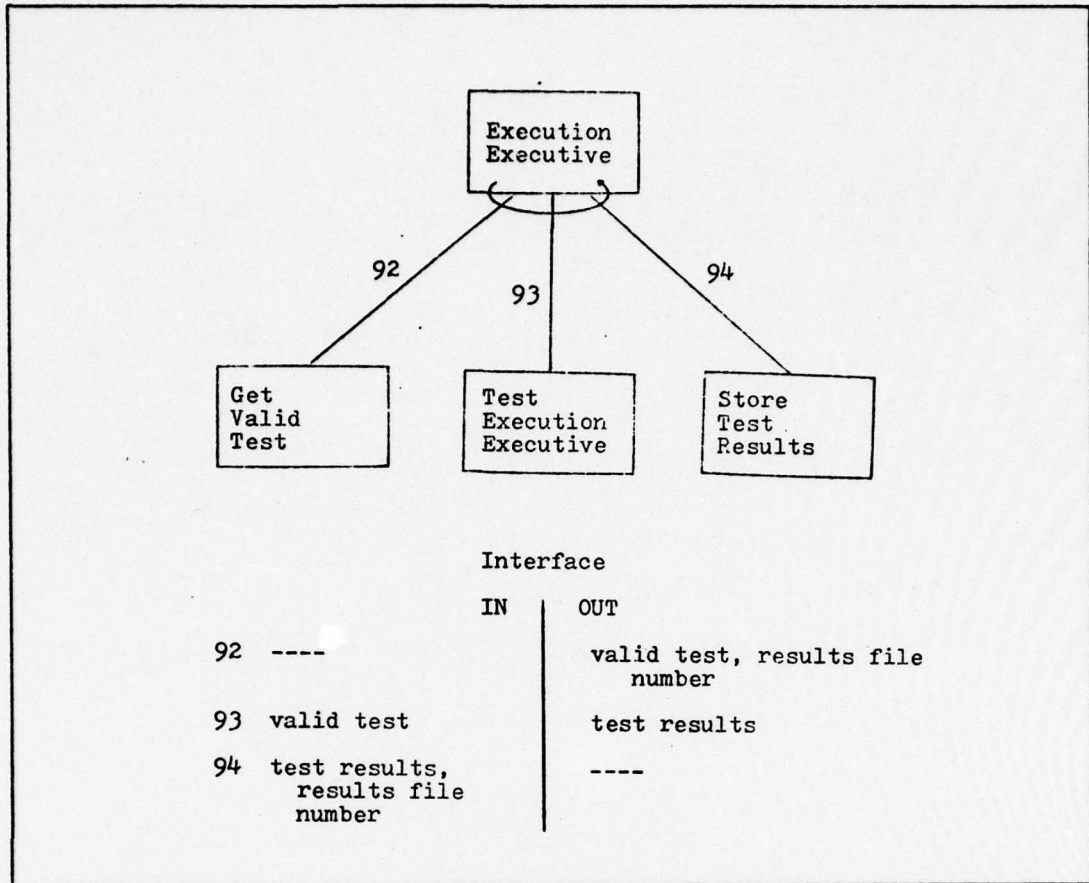 Execution
Executive
92
93
94
Get
Valid
Test
Test
Execution
Executive
Store
Test
Results
Interface
IN OUT
92 ---- valid test, results file
number
93 valid test test results
94 test results, ----
results file
number